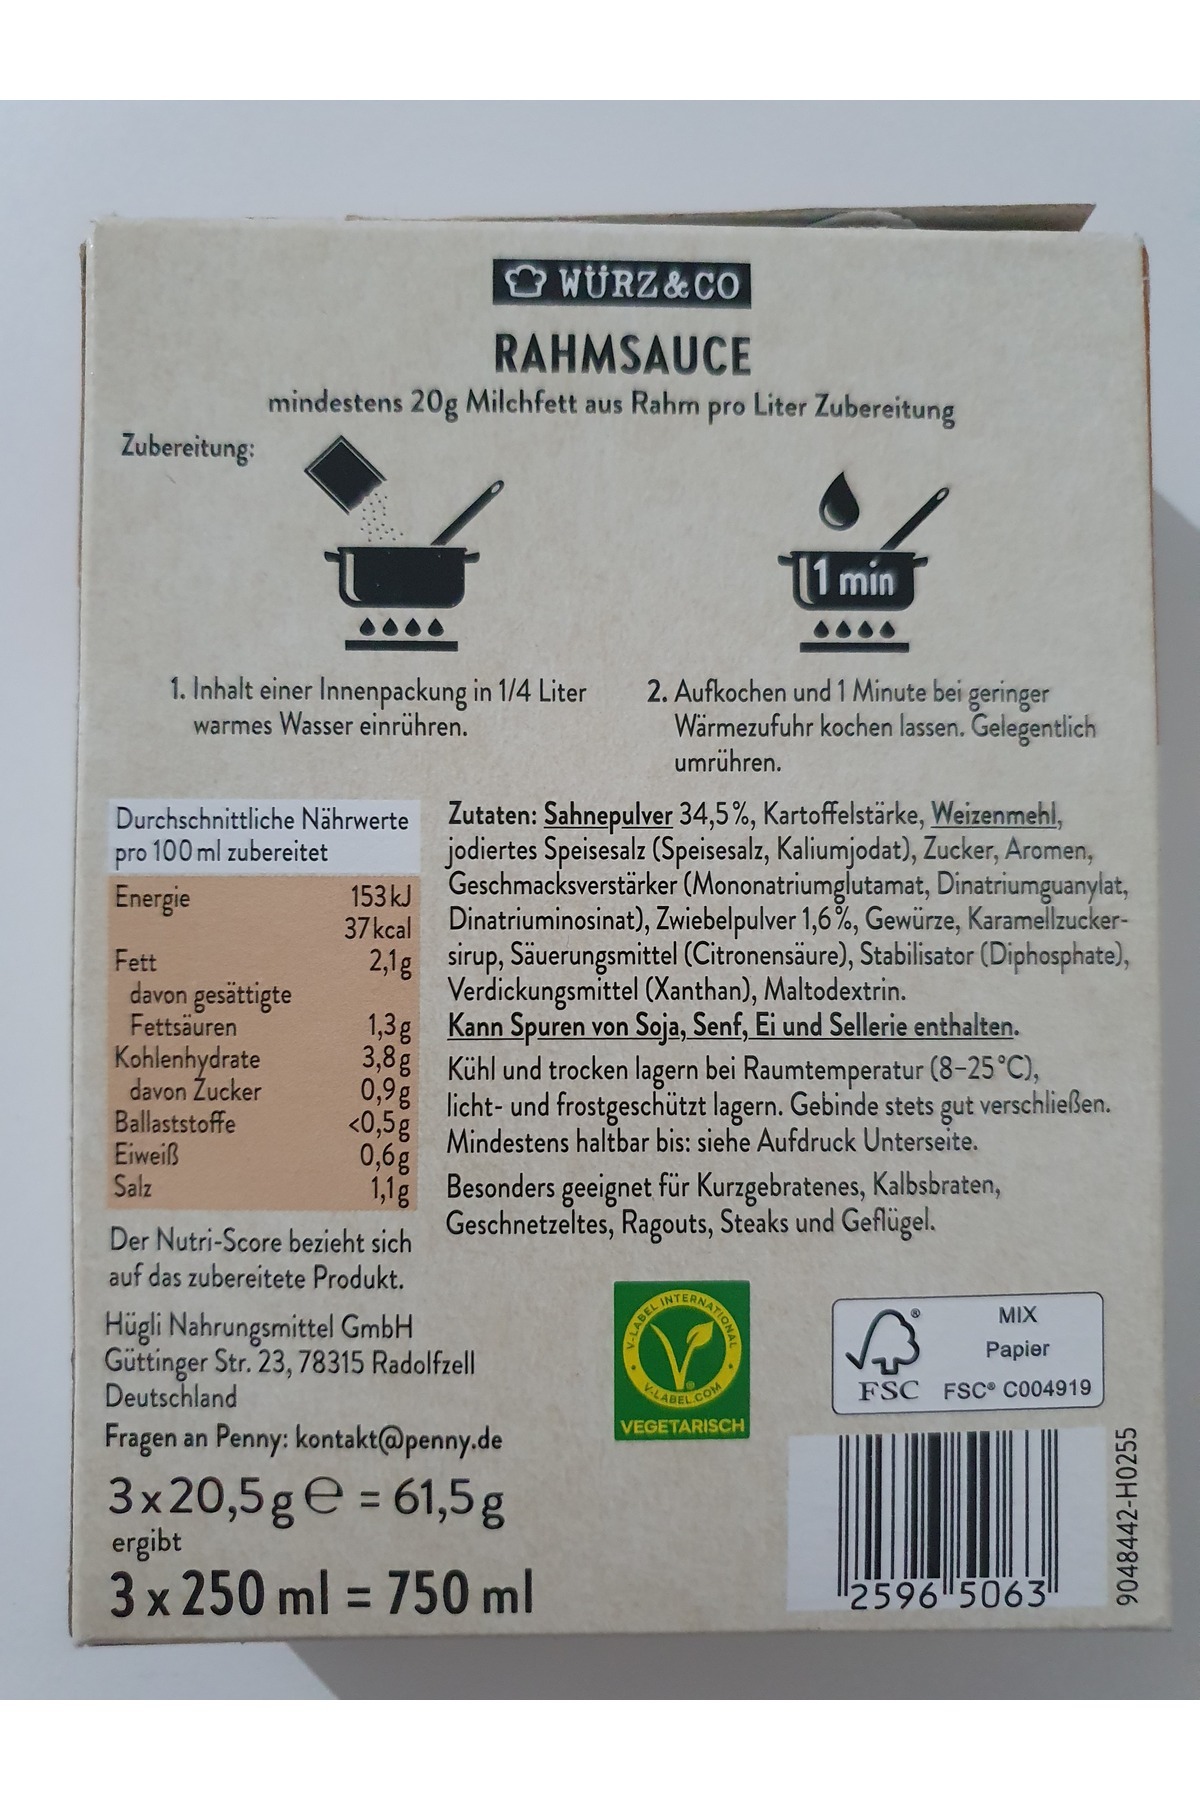 WÜRZ&CO
RAHMSAUCE
mindestens 20g Milchfett aus Rahm pro Liter Zubereitung
Zubereitung:
1 min
1. Inhalt einer Innenpackung in 1/4 Liter
warmes Wasser einrühren.
2. Aufkochen und 1 Minute bei geringer
Wärmezufuhr kochen lassen. Gelegentlich
umrühren.
Durchschnittliche Nährwerte
pro 100 ml zubereitet
Energie 153 kJ
37 kcal
Fett 2,1g
davon gesättigte
Fettsäuren 1,3g
Kohlenhydrate 3,8g
davon Zucker 0,9g
Ballaststoffe <0,5g
Eiweiß 0,6g
Salz 1,1g
Der Nutri-Score bezieht sich
auf das zubereitete Produkt.
Hügli Nahrungsmittel GmbH
Güttinger Str. 23, 78315 Radolfzell
Deutschland
Fragen an Penny: kontakt@penny.de
3 x 20,5 g e = 61,5 g
ergibt
3 x 250 ml = 750 ml
Zutaten: Sahnepulver 34,5%, Kartoffelstärke, Weizenmehl,
jodiertes Speisesalz (Speisesalz, Kaliumjodat), Zucker, Aromen,
Geschmacksverstärker (Mononatriumglutamat, Dinatriumguanylat,
Dinatriuminosinat), Zwiebelpulver 1,6%, Gewürze, Karamellzucker-
sirup, Säuerungsmittel (Citronensäure), Stabilisator (Diphosphate),
Verdickungsmittel (Xanthan), Maltodextrin.
Kann Spuren von Soja, Senf, Ei und Sellerie enthalten.
Kühl und trocken lagern bei Raumtemperatur (8-25°C),
licht- und frostgeschützt lagern. Gebinde stets gut verschließen.
Mindestens haltbar bis: siehe Aufdruck Unterseite.
Besonders geeignet für Kurzgebratenes, Kalbsbraten,
Geschnetzeltes, Ragouts, Steaks und Geflügel.
V-LABEL INTERNATIONAL
V-LABEL.COM
VEGETARISCH
FSC
MIX
Papier
FSC® C004919
2596 5063
9048442-H0255